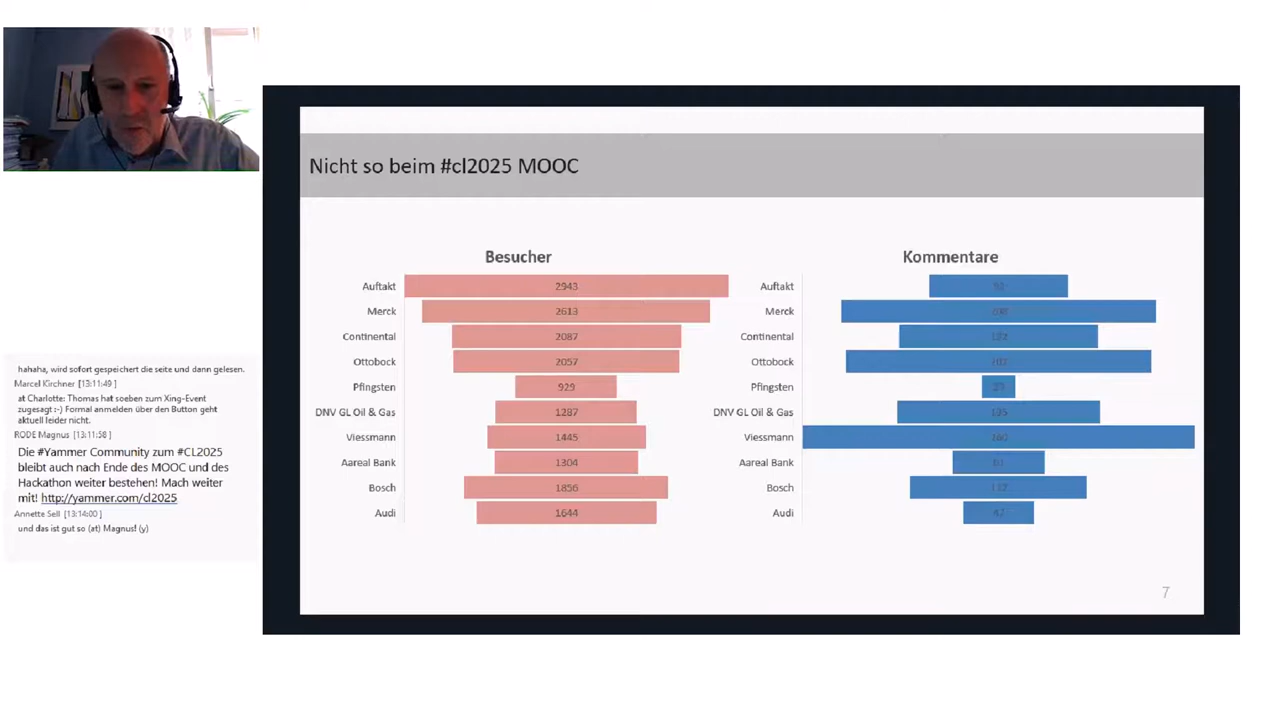 Nicht so beim #cl2025 MOOC
Besucher
Auftakt 2943
Merck 2613
Continental 2087
Ottobock 2057
Pfingsten 929
DNV GL Oil & Gas 1287
Viessmann 1445
Aareal Bank 1304
Bosch 1856
Audi 1644
Kommentare
Auftakt
Merck
Continental
Ottobock
Pfingsten
DNV GL Oil & Gas
Viessmann
Aareal Bank
Bosch
Audi
7
hahaha, wird sofort gespeichert die seite und dann gelesen.
Marcel Kirchner [13:11:49 ]
at Charlotte: Thomas hat soeben zum Xing-Event
zugesagt :-) Formal anmelden über den Button geht
aktuell leider nicht.
RODE Magnus [13:11:58 ]
Die #Yammer Community zum #CL2025
bleibt auch nach Ende des MOOC und des
Hackathon weiter bestehen! Mach weiter
mit! http://yammer.com/cl2025
Annette Sell [13:14:00 ]
und das ist gut so (at) Magnus! (y)